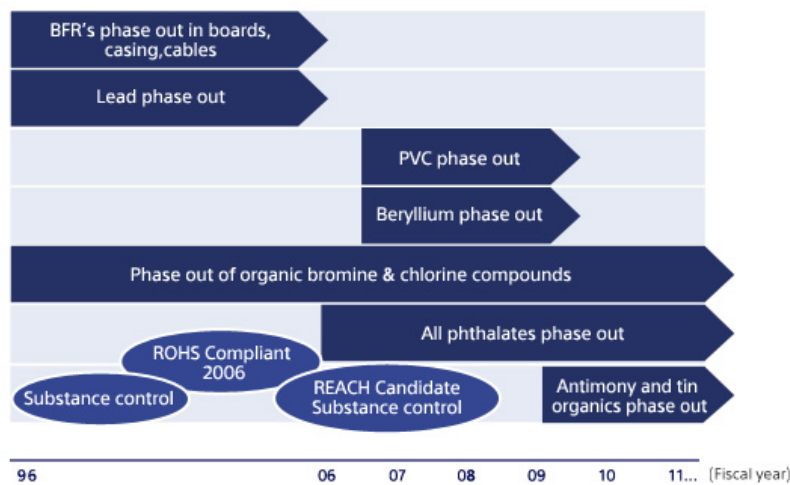 BFR's phase out in boards,
casing,cables
Lead phase out
PVC phase out
Beryllium phase out
Phase out of organic bromine & chlorine compounds
All phthalates phase out
ROHS Compliant
2006
Substance control
REACH Candidate
Substance control
Antimony and tin
organics phase out
96 06 07 08 09 10 11... (Fiscal year)